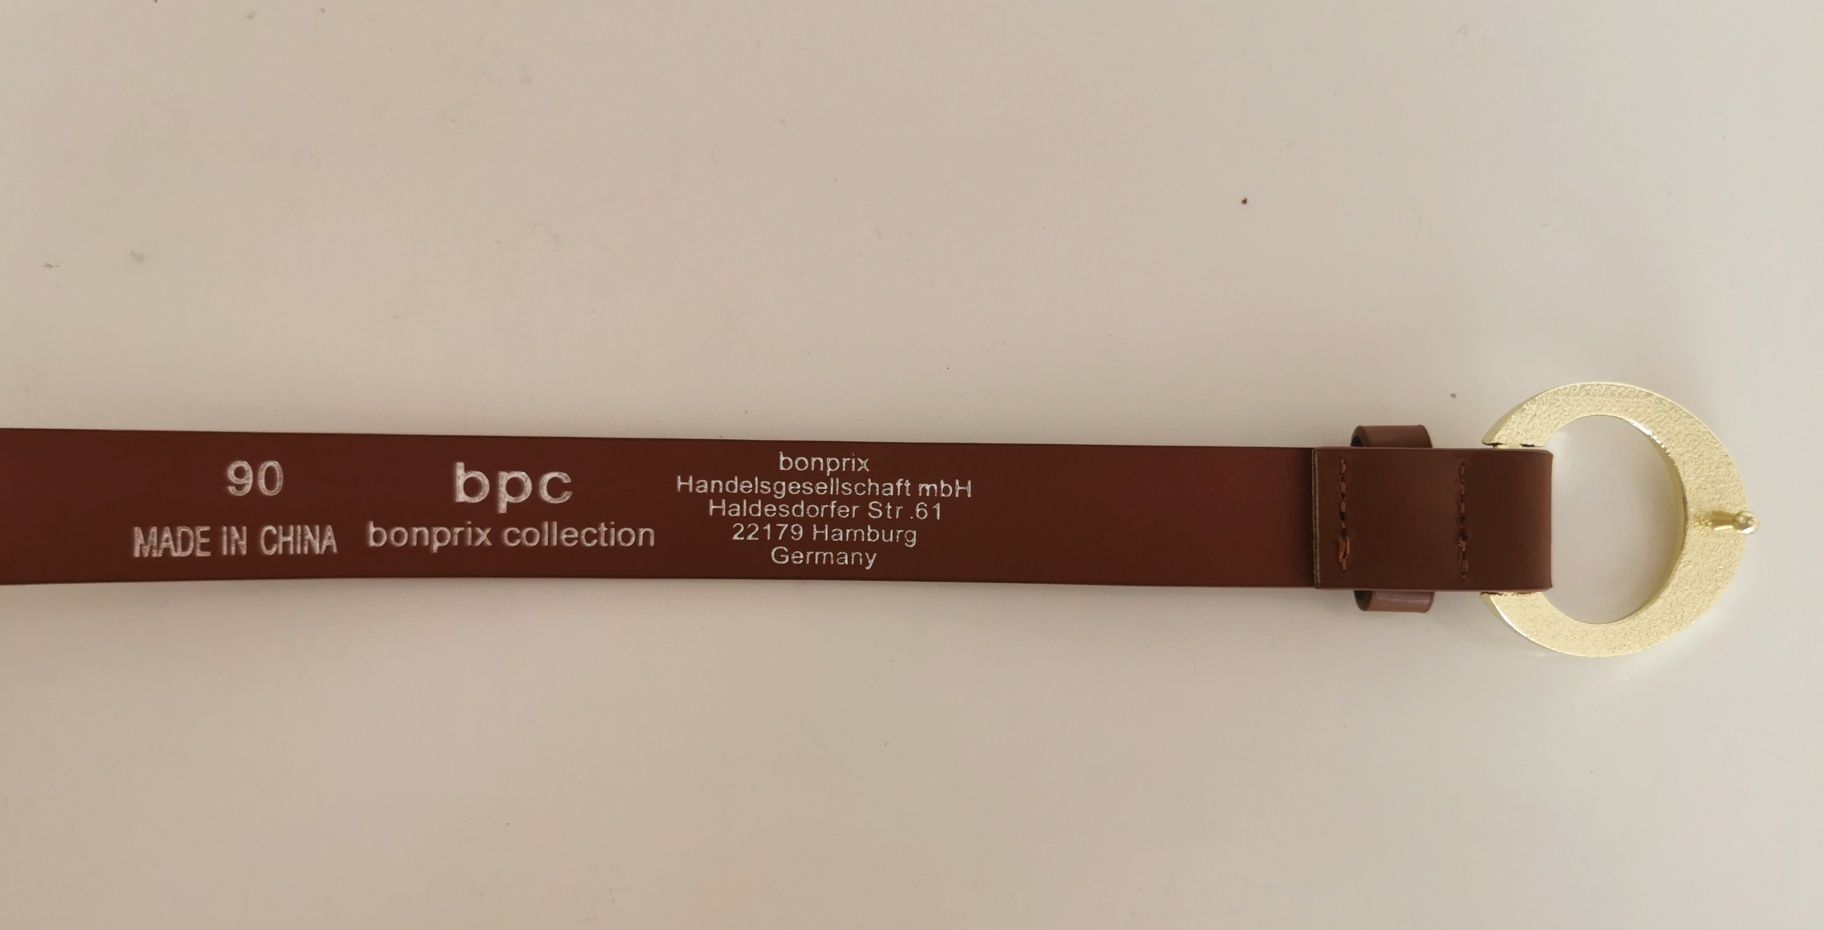 90
MADE IN CHINA
bpc
bonprix collection
bonprix
Handelsgesellschaft mbH
Haldesdorfer Str.61
22179 Hamburg
Germany